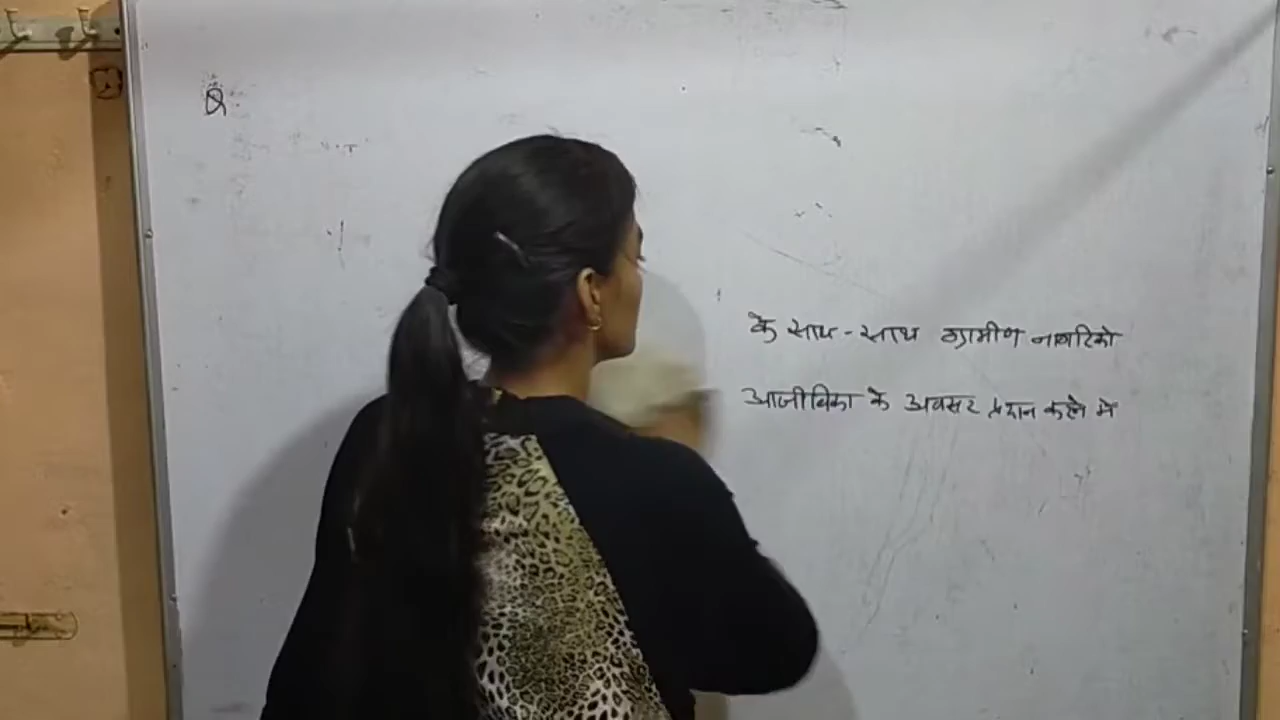 Q
के साथ-साथ ग्रामीण नागरिको
आजीविका के अवसर प्रदान करने में